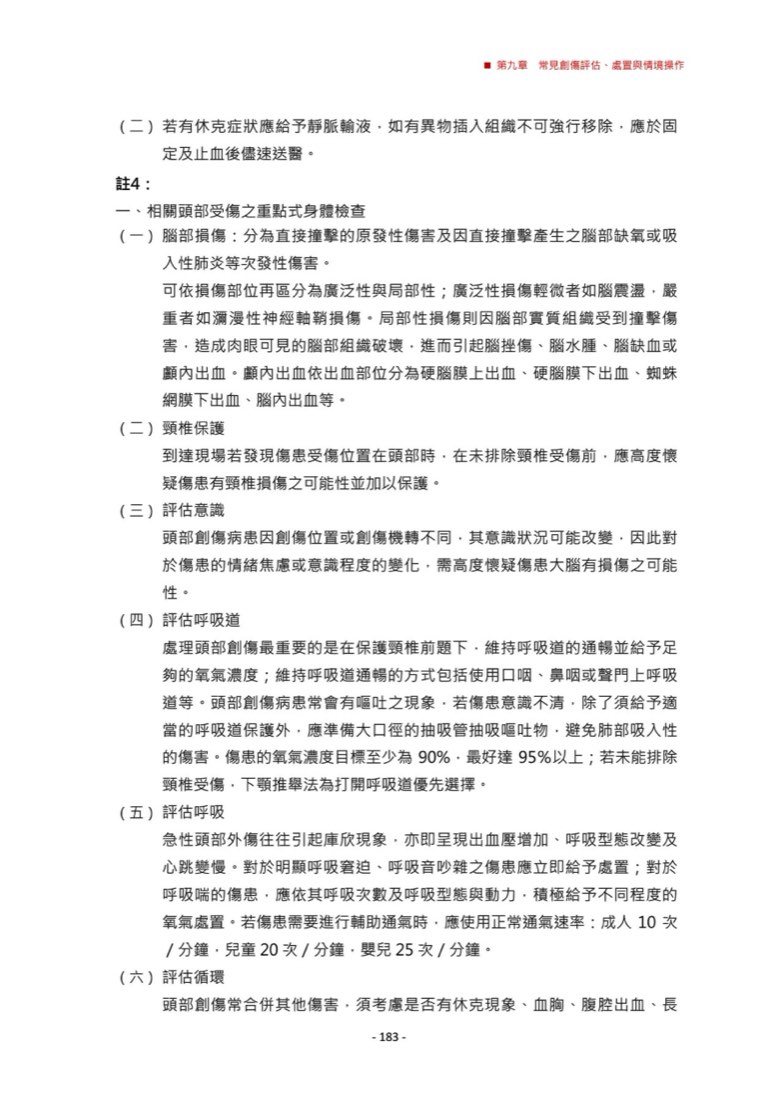 ■ 第九章　常見創傷評估、處置與情境操作
（二）若有休克症狀應給予靜脈輸液，如有異物插入組織不可強行移除，應於固
定及止血後儘速送醫。
註4：
一、相關頭部受傷之重點式身體檢查
（一）腦部損傷：分為直接撞擊的原發性傷害及因直接撞擊產生之腦部缺氧或吸
入性肺炎等次發性傷害。
可依損傷部位再區分為廣泛性與局部性；廣泛性損傷輕微者如腦震盪，嚴
重者如瀰漫性神經軸鞘損傷。局部性損傷則因腦部實質組織受到撞擊傷
害，造成肉眼可見的腦部組織破壞，進而引起腦挫傷、腦水腫、腦缺血或
顱內出血。顱內出血依出血部位分為硬腦膜上出血、硬腦膜下出血、蜘蛛
網膜下出血、腦內出血等。
（二）頸椎保護
到達現場若發現傷患受傷位置在頭部時，在未排除頸椎受傷前，應高度懷
疑傷患有頸椎損傷之可能性並加以保護。
（三）評估意識
頭部創傷病患因創傷位置或創傷機轉不同，其意識狀況可能改變，因此對
於傷患的情緒焦慮或意識程度的變化，需高度懷疑傷患大腦有損傷之可能
性。
（四）評估呼吸道
處理頭部創傷最重要的是在保護頸椎前題下，維持呼吸道的通暢並給予足
夠的氧氣濃度；維持呼吸道通暢的方式包括使用口咽、鼻咽或聲門上呼吸
道等。頭部創傷病患常會有嘔吐之現象，若傷患意識不清，除了須給予適
當的呼吸道保護外，應準備大口徑的抽吸管抽吸嘔吐物，避免肺部吸入性
的傷害。傷患的氧氣濃度目標至少為 90%，最好達 95%以上；若未能排除
頸椎受傷，下顎推舉法為打開呼吸道優先選擇。
（五）評估呼吸
急性頭部外傷往往引起庫欣現象，亦即呈現出血壓增加、呼吸型態改變及
心跳變慢。對於明顯呼吸窘迫、呼吸音吵雜之傷患應立即給予處置；對於
呼吸喘的傷患，應依其呼吸次數及呼吸型態與動力，積極給予不同程度的
氧氣處置。若傷患需要進行輔助通氣時，應使用正常通氣速率：成人 10 次
/ 分鐘，兒童 20 次 / 分鐘，嬰兒 25 次 / 分鐘。
（六）評估循環
頭部創傷常合併其他傷害，須考慮是否有休克現象、血胸、腹腔出血、長
- 183 -